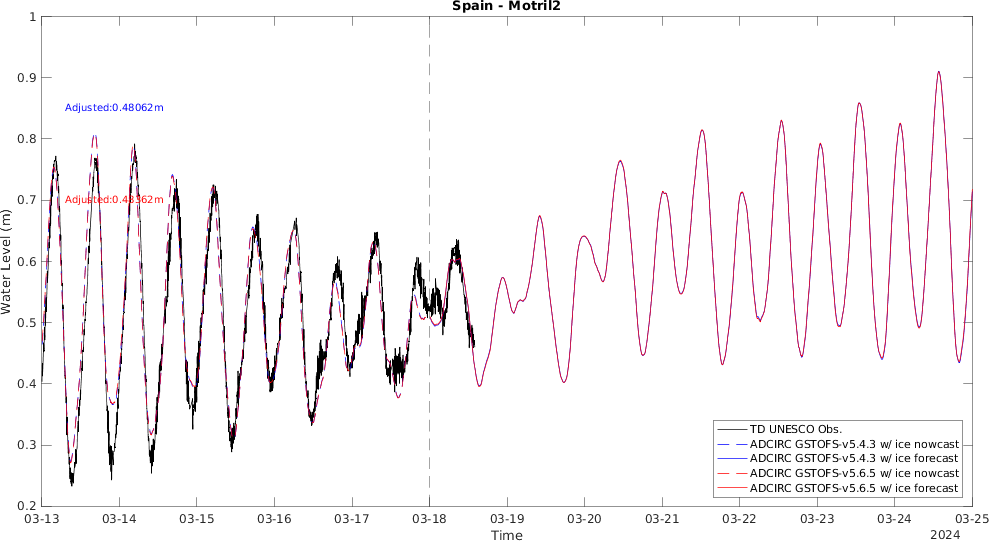 Spain - Motril2
1
0.9
0.8
0.7
0.6
0.5
0.4
0.3
0.2
Water Level (m)
Adjusted:0.48062m
Adjusted:0.48362m
TD UNESCO Obs.
ADCIRC GSTOFS-v5.4.3 w/ ice nowcast
ADCIRC GSTOFS-v5.4.3 w/ ice forecast
ADCIRC GSTOFS-v5.6.5 w/ ice nowcast
ADCIRC GSTOFS-v5.6.5 w/ ice forecast
03-13 03-14 03-15 03-16 03-17 03-18 03-19 03-20 03-21 03-22 03-23 03-24 03-25
Time
2024